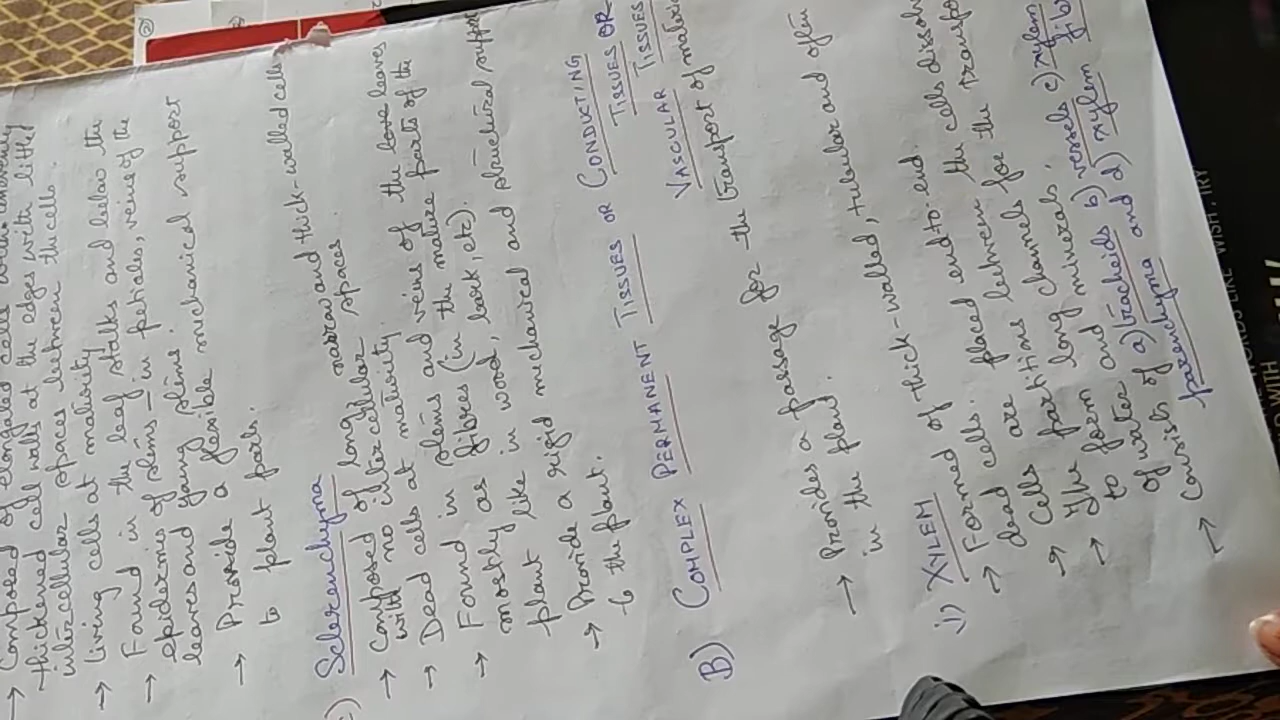 → Composed of elongated cells with
thickened cell walls at the edges with little
intercellular spaces between the cells.
→ Living cells at maturity
→ Found in the leaf stalks and below the
epidermis of stems in petioles, veins of the
leaves and young stems.
→ Provide a flexible mechanical support
to plant parts.
c) Sclerenchyma
→ Composed of long narrow and thick-walled cells
with no intercellular spaces.
→ Dead cells at maturity.
→ Found in stems and veins of the leaves
mostly as fibres (in the mature parts of the
plant like in wood, bark, etc).
→ Provide a rigid mechanical and structural support
to the plant.
B) COMPLEX PERMANENT TISSUES OR CONDUCTING
TISSUES OR
VASCULAR TISSUES
→ Provides a passage for the transport of
in the plant.
i) XYLEM
→ Formed of thick-walled, tubular and often
dead cells.
→ Cells are placed end to end.
The partitions between the cells
→ to form long channels for the
of water and minerals.
→ Consists of a) tracheids b) vessels c) xylem
parenchyma and d) xylem
WORDS LIKE WISH, TRY
WITH